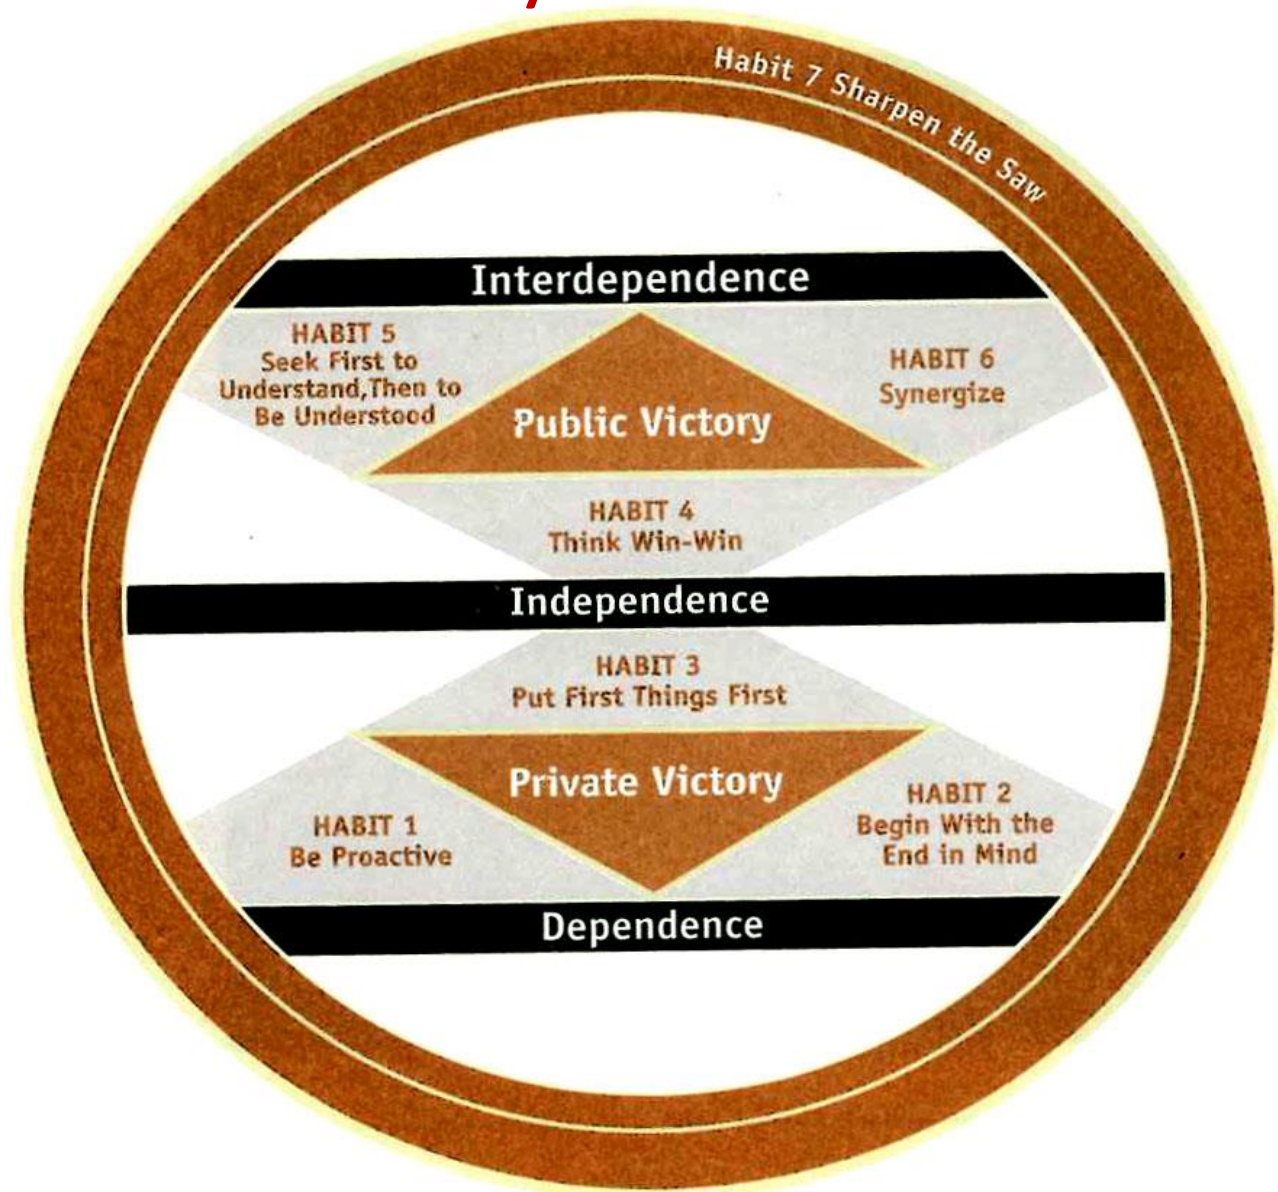 Habit 7 Sharpen the Saw
Interdependence
HABIT 5
Seek First to
Understand,Then to
Be Understood
HABIT 6
Synergize
Public Victory
HABIT 4
Think Win-Win
Independence
HABIT 3
Put First Things First
Private Victory
HABIT 1
Be Proactive
HABIT 2
Begin With the
End in Mind
Dependence